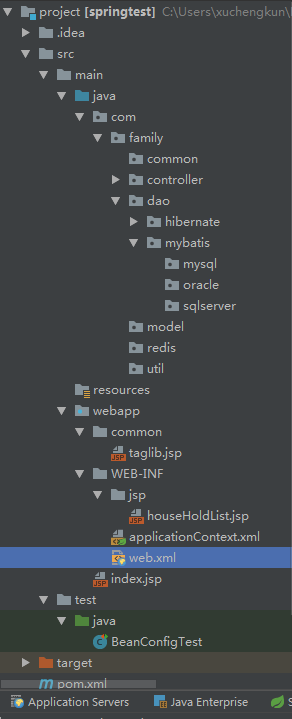 project [springtest] C:\Users\xuchengkun\
.idea
src
main
java
com
family
common
controller
dao
hibernate
mybatis
mysql
oracle
sqlserver
model
redis
util
resources
webapp
common
taglib.jsp
WEB-INF
jsp
houseHoldList.jsp
applicationContext.xml
web.xml
index.jsp
test
java
BeanConfigTest
target
pom.xml
Application Servers Java Enterprise S